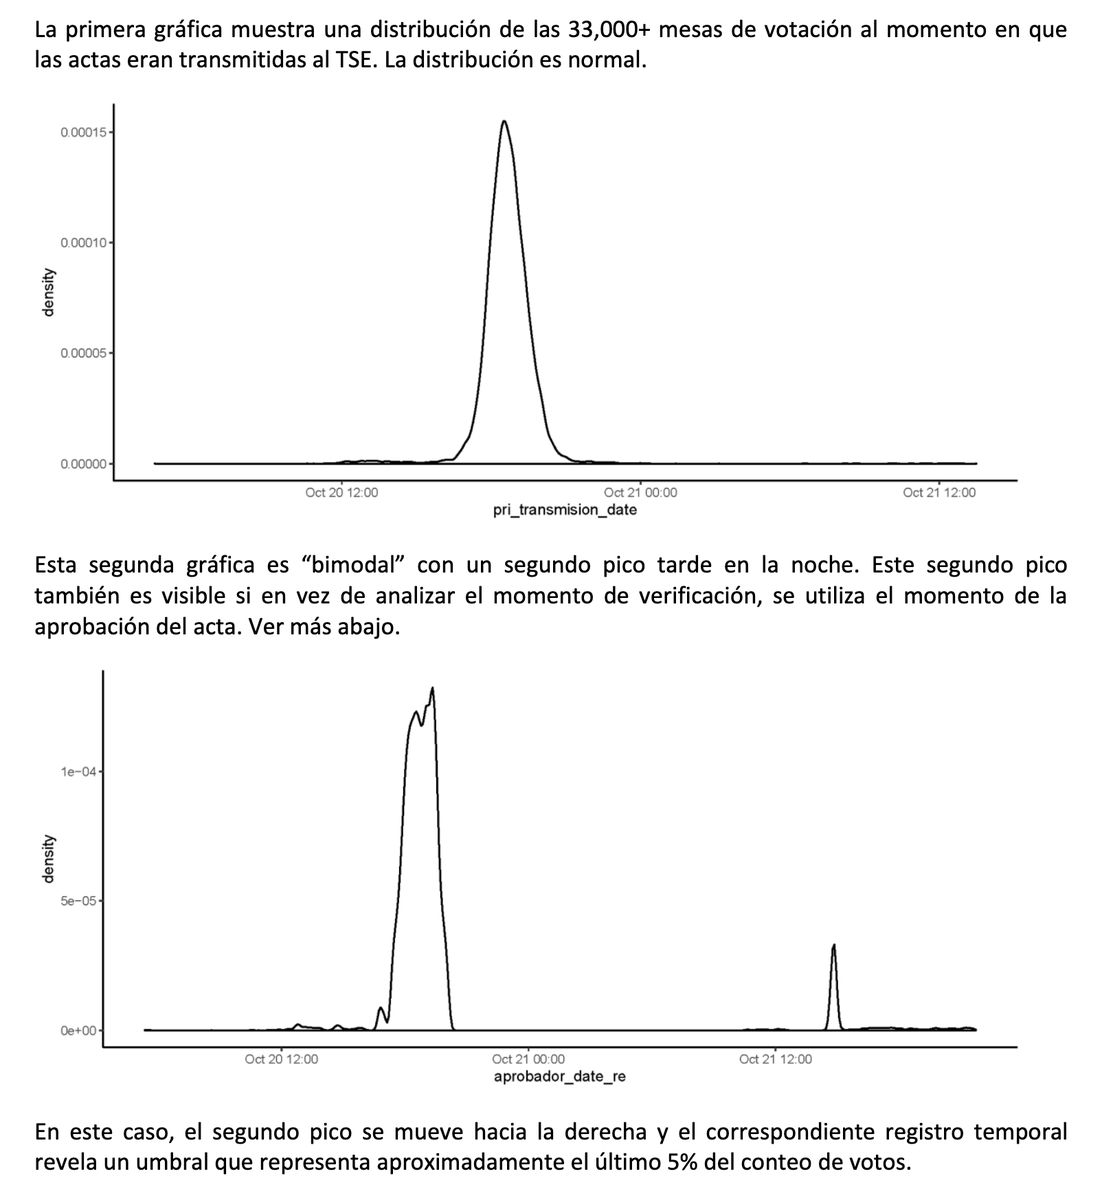 La primera gráfica muestra una distribución de las 33,000+ mesas de votación al momento en que
las actas eran transmitidas al TSE. La distribución es normal.
0.00015
0.00010
density
0.00005
0.00000
Oct 20 12:00 Oct 21 00:00 Oct 21 12:00
pri_transmision_date
Esta segunda gráfica es “bimodal” con un segundo pico tarde en la noche. Este segundo pico
también es visible si en vez de analizar el momento de verificación, se utiliza el momento de la
aprobación del acta. Ver más abajo.
1e−04
density
5e−05
0e+00
Oct 20 12:00 Oct 21 00:00 Oct 21 12:00
aprobador_date_re
En este caso, el segundo pico se mueve hacia la derecha y el correspondiente registro temporal
revela un umbral que representa aproximadamente el último 5% del conteo de votos.